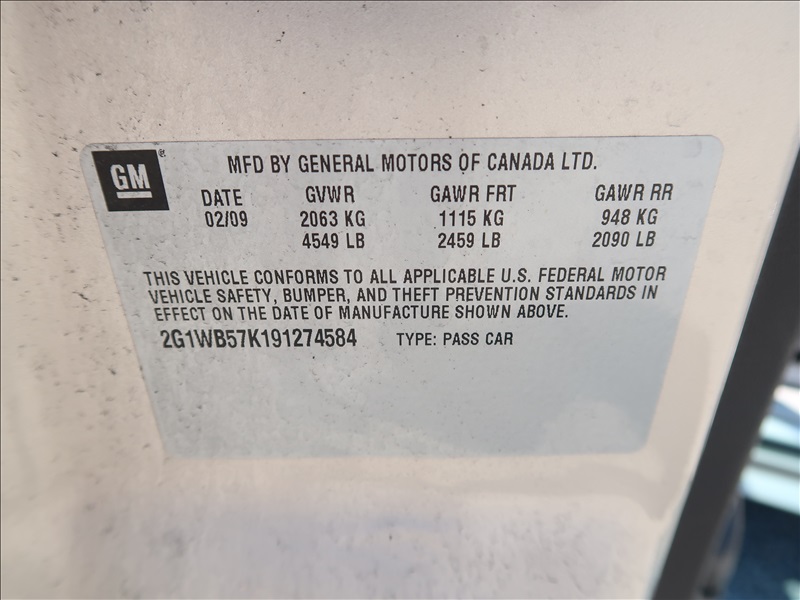 GM
MFD BY GENERAL MOTORS OF CANADA LTD.
DATE GVWR GAWR FRT GAWR RR
02/09 2063 KG 1115 KG 948 KG
4549 LB 2459 LB 2090 LB
THIS VEHICLE CONFORMS TO ALL APPLICABLE U.S. FEDERAL MOTOR
VEHICLE SAFETY, BUMPER, AND THEFT PREVENTION STANDARDS IN
EFFECT ON THE DATE OF MANUFACTURE SHOWN ABOVE.
2G1WB57K191274584 TYPE: PASS CAR